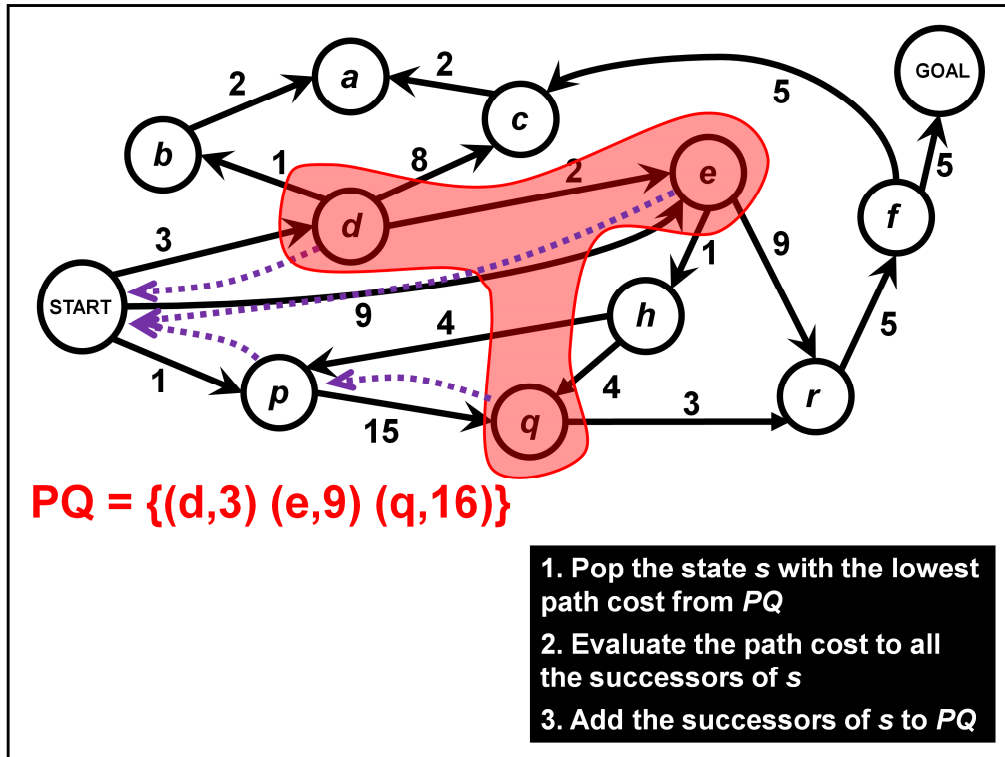 GOAL
2
a
2
c
5
b
1
8
2
e
5
d
f
3
9
1
START
9
4
h
5
1
p
4
3
r
15
q
PQ = {(d,3) (e,9) (q,16)}
1. Pop the state s with the lowest
path cost from PQ
2. Evaluate the path cost to all
the successors of s
3. Add the successors of s to PQ